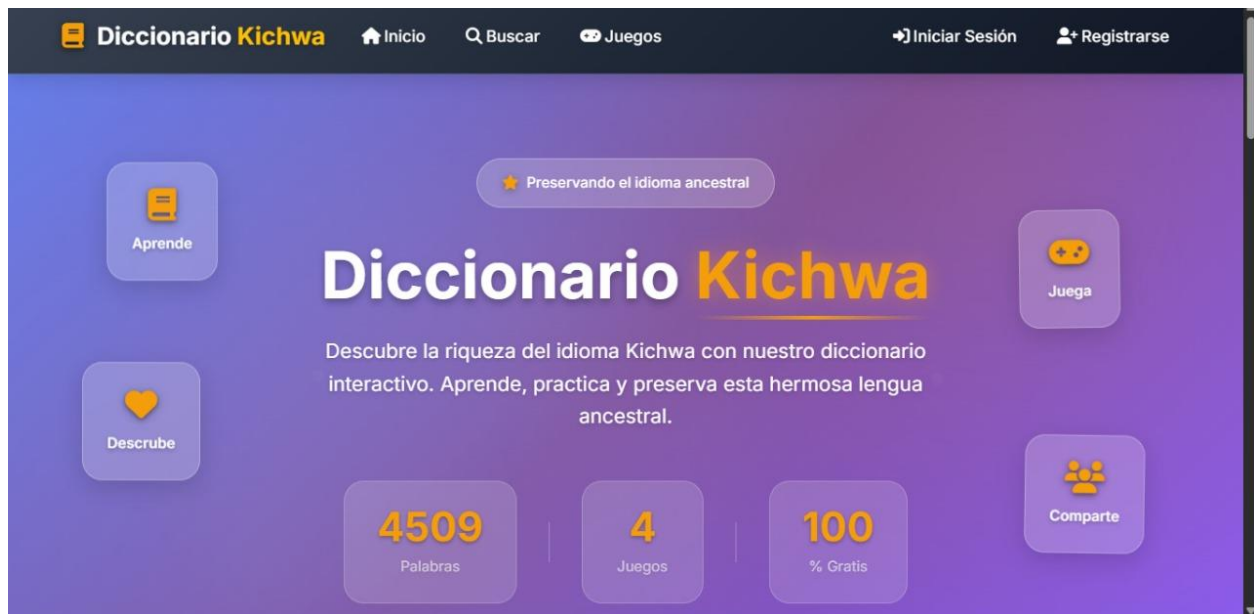 Diccionario Kichwa Inicio Buscar Juegos Iniciar Sesión Registrarse
Preservando el idioma ancestral
Aprende
Diccionario Kichwa
Juega
Descubre la riqueza del idioma Kichwa con nuestro diccionario
interactivo. Aprende, practica y preserva esta hermosa lengua
ancestral.
Descrube
Comparte
4509
Palabras
4
Juegos
100
% Gratis